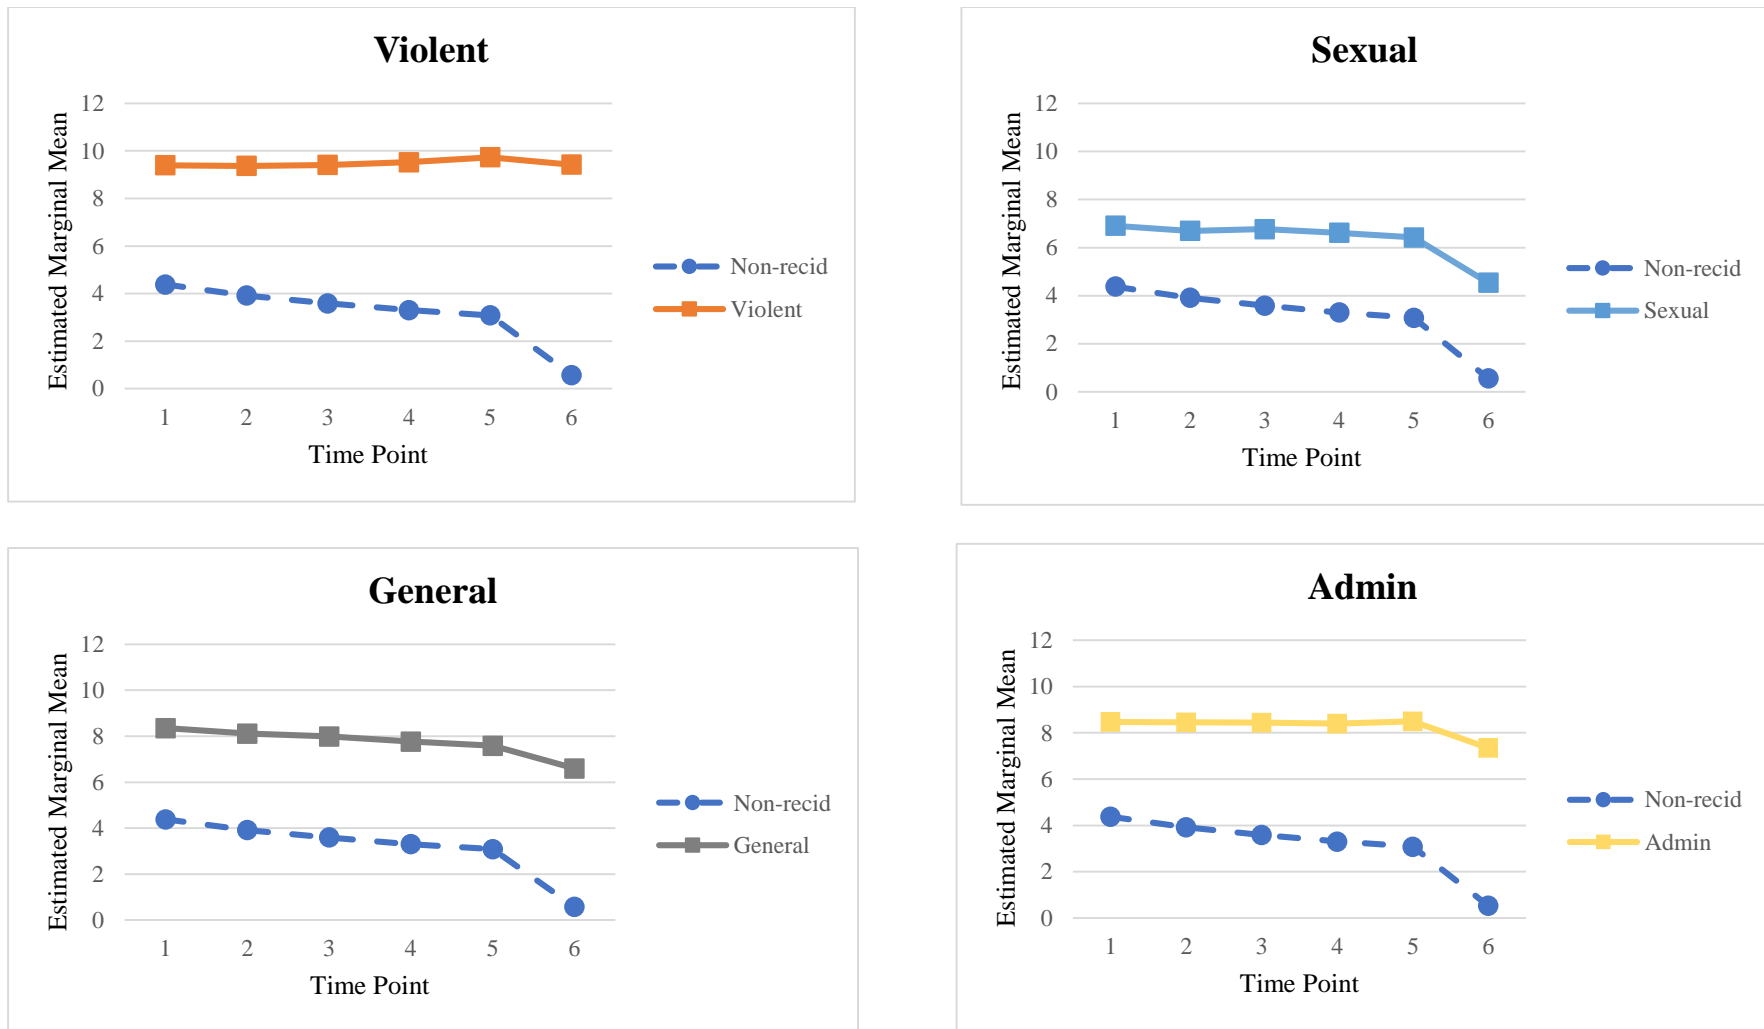 Violent
Estimated Marginal Mean
12
10
8
6
4
2
0
1 2 3 4 5 6
Time Point
Non-recid
Violent
Sexual
Estimated Marginal Mean
12
10
8
6
4
2
0
1 2 3 4 5 6
Time Point
Non-recid
Sexual
General
Estimated Marginal Mean
12
10
8
6
4
2
0
1 2 3 4 5 6
Time Point
Non-recid
General
Admin
Estimated Marginal Mean
12
10
8
6
4
2
0
1 2 3 4 5 6
Time Point
Non-recid
Admin